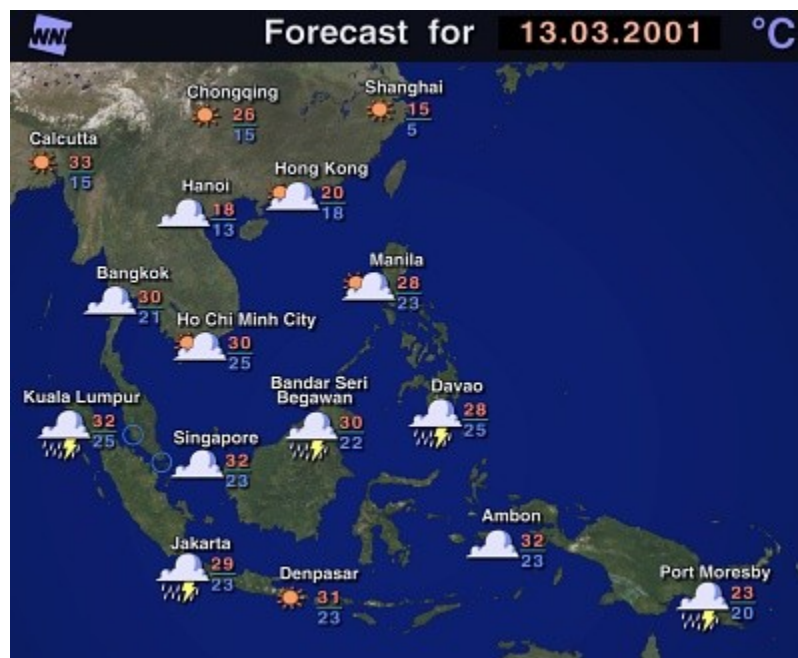 WNI
Forecast for 13.03.2001 °C
Chongqing
26
15
Shanghai
15
5
Calcutta
33
15
Hong Kong
20
18
Hanoi
18
13
Manila
28
23
Bangkok
30
21
Ho Chi Minh City
30
25
Bandar Seri
Begawan
30
22
Davao
28
25
Kuala Lumpur
32
25
Singapore
32
23
Ambon
32
23
Jakarta
29
23
Denpasar
31
23
Port Moresby
23
20